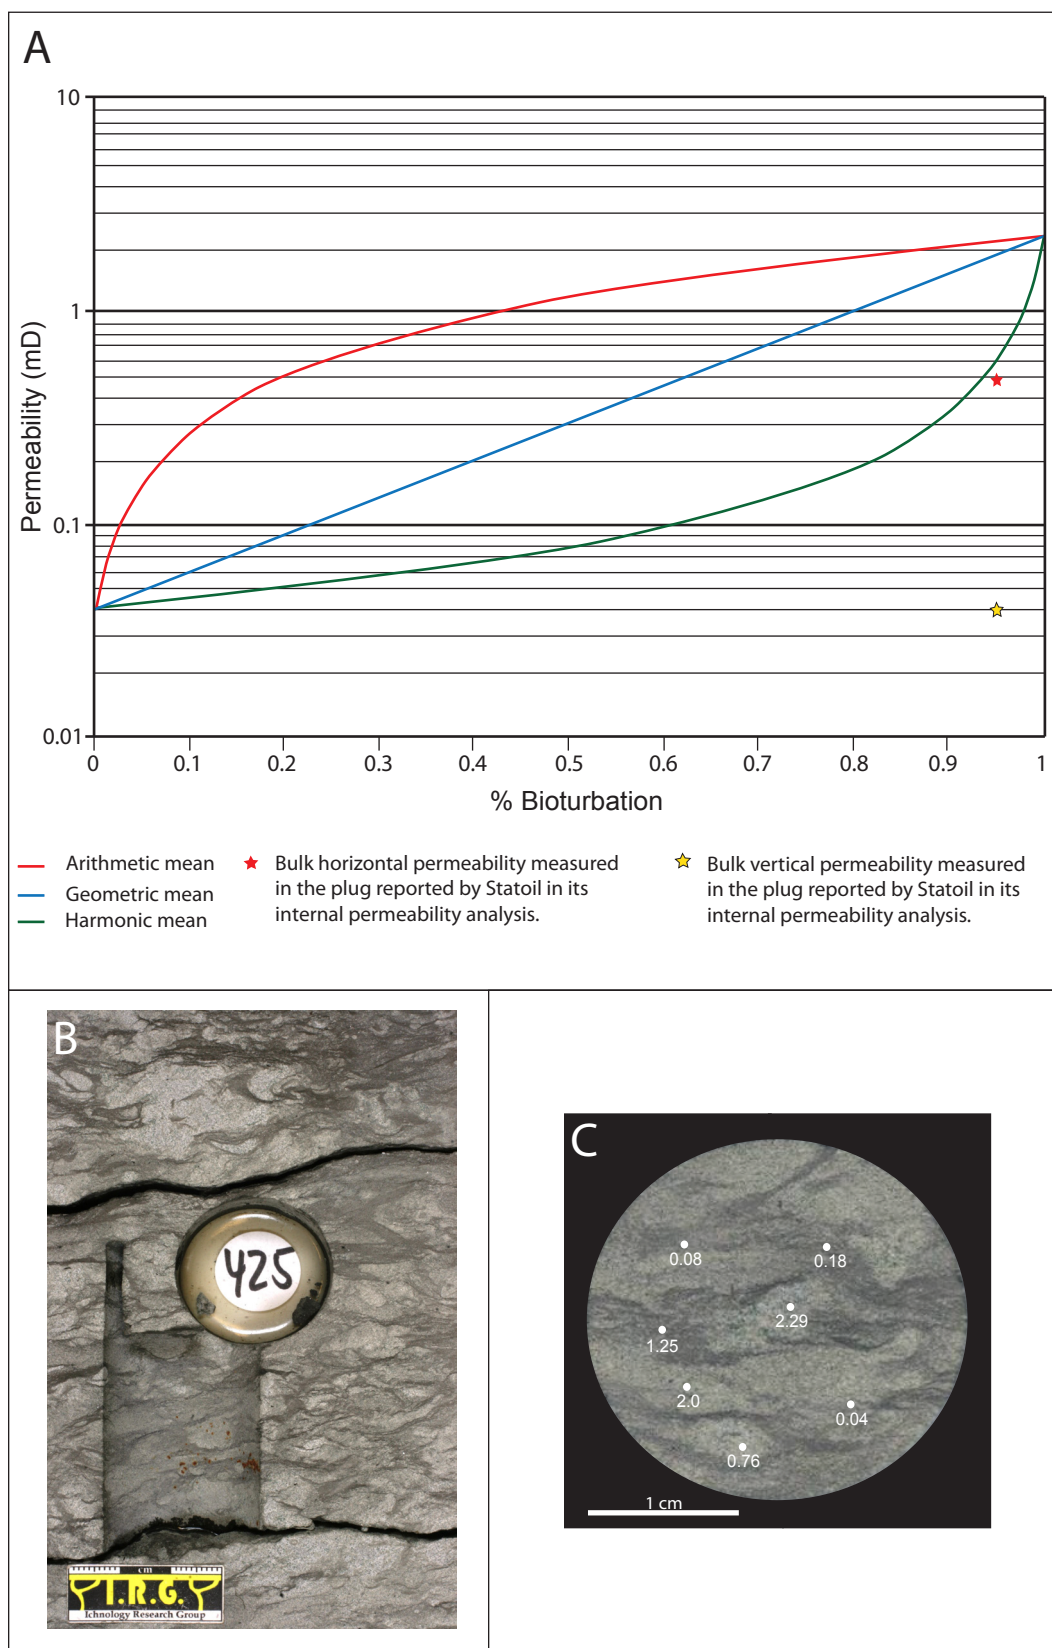 A
10
1
0.1
0.01
Permeability (mD)
0
0.1
0.2
0.3
0.4
0.5
0.6
0.7
0.8
0.9
1
% Bioturbation
Arithmetic mean
Geometric mean
Harmonic mean
Bulk horizontal permeability measured
in the plug reported by Statoil in its
internal permeability analysis.
Bulk vertical permeability measured
in the plug reported by Statoil in its
internal permeability analysis.
B
425
cm
I.R.G.
Ichnology Research Group
C
0.08
0.18
2.29
1.25
2.0
0.04
0.76
1 cm